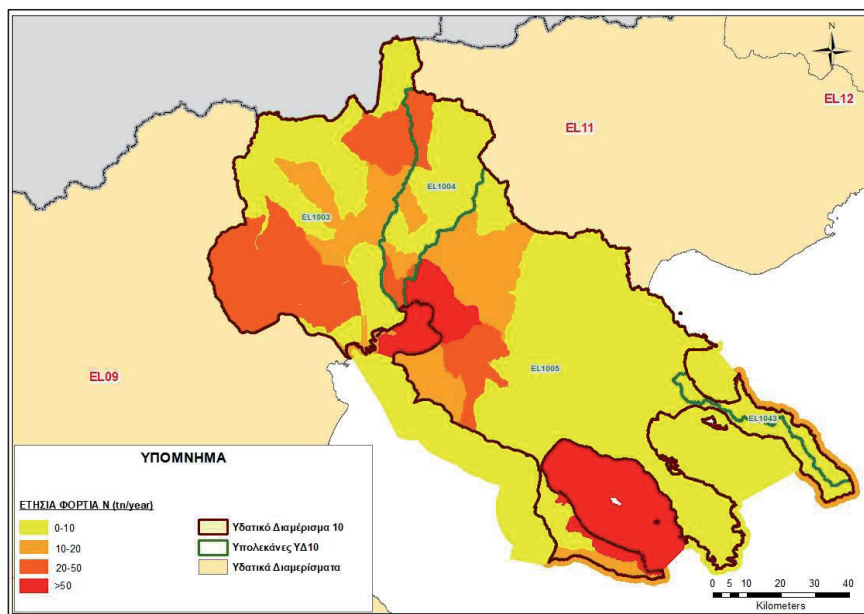 N
EL12
EL11
EL1004
EL1003
EL09
EL1005
EL1043
ΥΠΟΜΝΗΜΑ
ΕΤΗΣΙΑ ΦΟΡΤΙΑ Ν (tn/year)
0-10
10-20
20-50
>50
Υδατικό Διαμέρισμα 10
Υπολεκάνες ΥΔ10
Υδατικά Διαμερίσματα
0 5 10 20 30 40
Kilometers